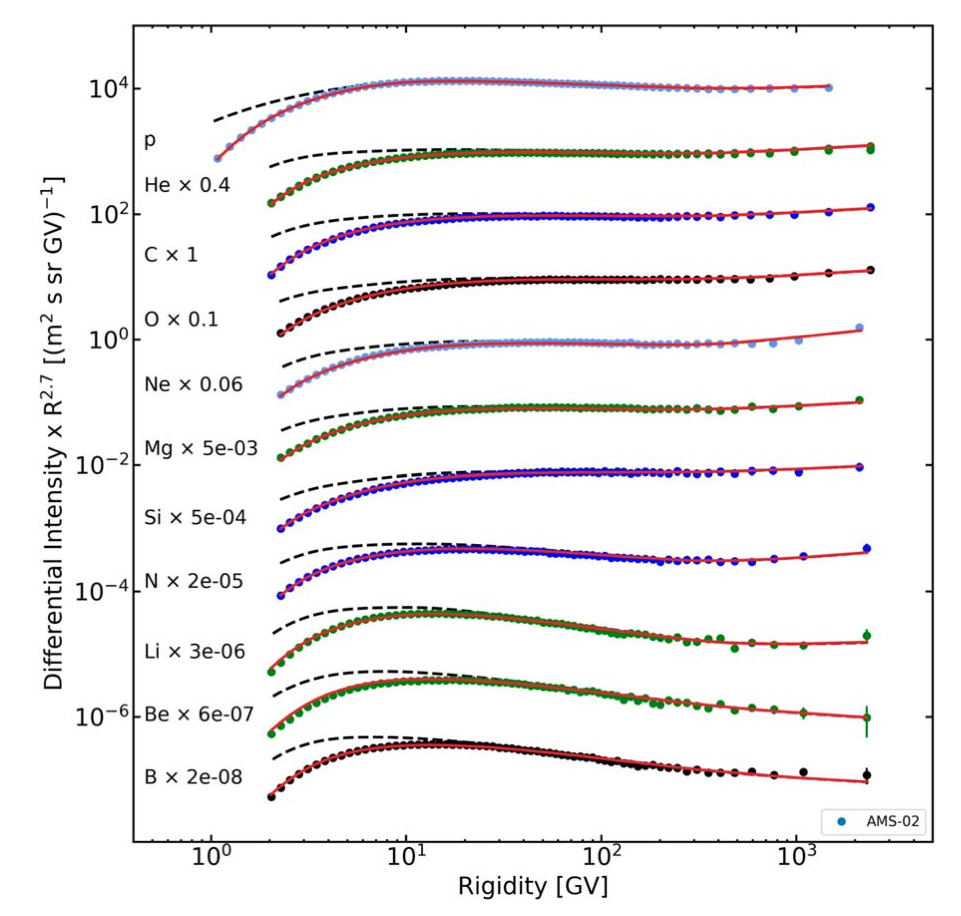 Differential Intensity x R^2.7 [(m^2 s sr GV)^−1]
10^4
10^2
10^0
10^−2
10^−4
10^−6
p
He × 0.4
C × 1
O × 0.1
Ne × 0.06
Mg × 5e-03
Si × 5e-04
N × 2e-05
Li × 3e-06
Be × 6e-07
B × 2e-08
AMS-02
10^0 10^1 10^2 10^3
Rigidity [GV]